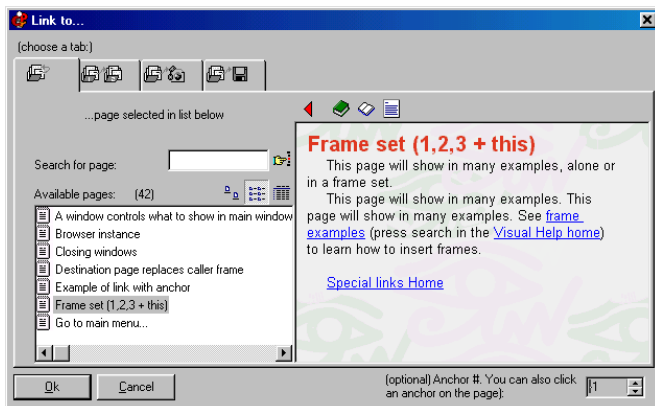 Link to...
(choose a tab:)
...page selected in list below
Search for page:
Available pages: (42)
A window controls what to show in main window
Browser instance
Closing windows
Destination page replaces caller frame
Example of link with anchor
Frame set (1,2,3 + this)
Go to main menu...
Frame set (1,2,3 + this)
This page will show in many examples, alone or
in a frame set.
This page will show in many examples. This
page will show in many examples. See frame
examples (press search in the Visual Help home)
to learn how to insert frames.
Special links Home
Ok
Cancel
(optional) Anchor #. You can also click
an anchor on the page):
1